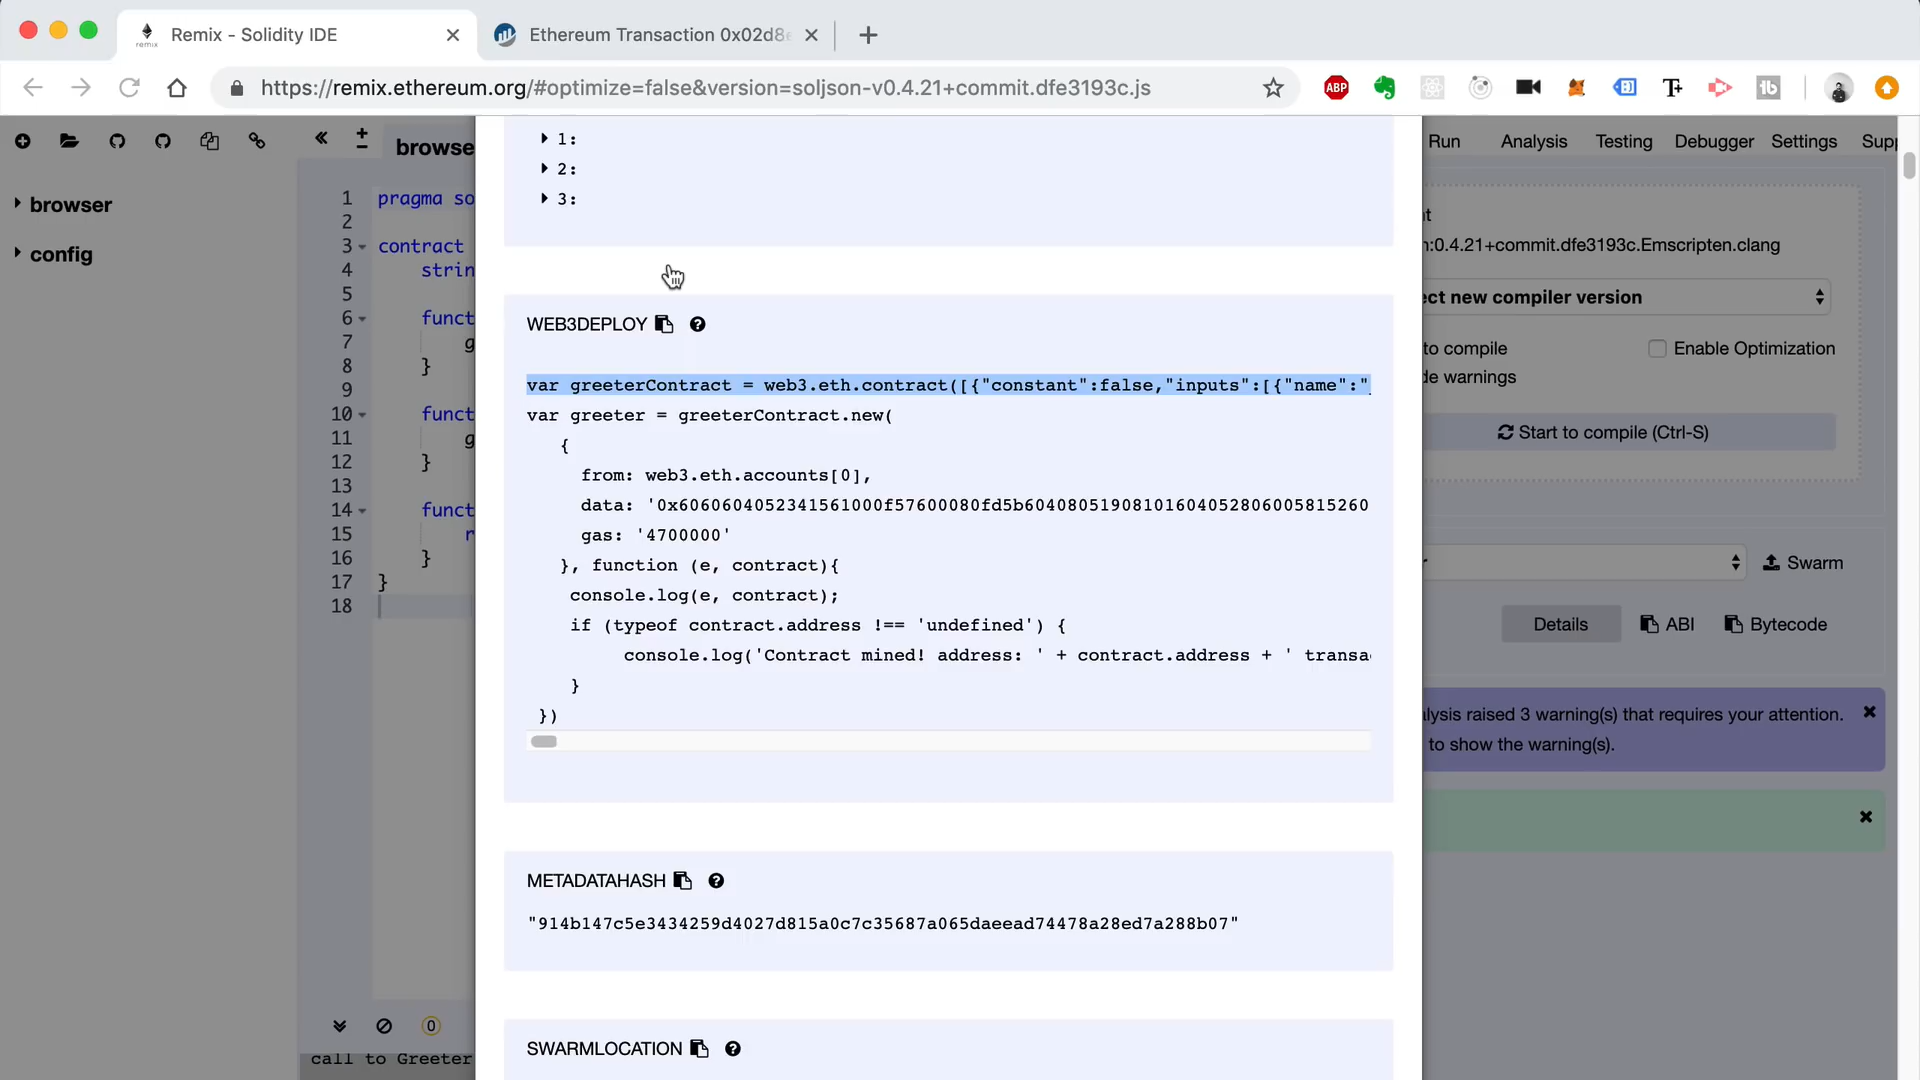 Remix - Solidity IDE
Ethereum Transaction 0x02d8
https://remix.ethereum.org/#optimize=false&version=soljson-v0.4.21+commit.dfe3193c.js
ABP
browse
Run Analysis Testing Debugger Settings Supp
browser
config
1 pragma so
2
3 contract
4 strin
5
6 funct
7 g
8 }
9
10 funct
11 g
12 }
13
14 funct
15 r
16 }
17 }
18
0
call to Greeter
1:
2:
3:
WEB3DEPLOY
var greeterContract = web3.eth.contract([{"constant":false,"inputs":[{"name":"
var greeter = greeterContract.new(
{
from: web3.eth.accounts[0],
data: '0x6060604052341561000f57600080fd5b60408051908101604052806005815260
gas: '4700000'
}, function (e, contract){
console.log(e, contract);
if (typeof contract.address !== 'undefined') {
console.log('Contract mined! address: ' + contract.address + ' transa
}
})
METADATAHASH
"914b147c5e3434259d4027d815a0c7c35687a065daeead74478a28ed7a288b07"
SWARMLOCATION
nt
:0.4.21+commit.dfe3193c.Emscripten.clang
ect new compiler version
to compile
Enable Optimization
de warnings
Start to compile (Ctrl-S)
Swarm
Details ABI Bytecode
lysis raised 3 warning(s) that requires your attention.
to show the warning(s).